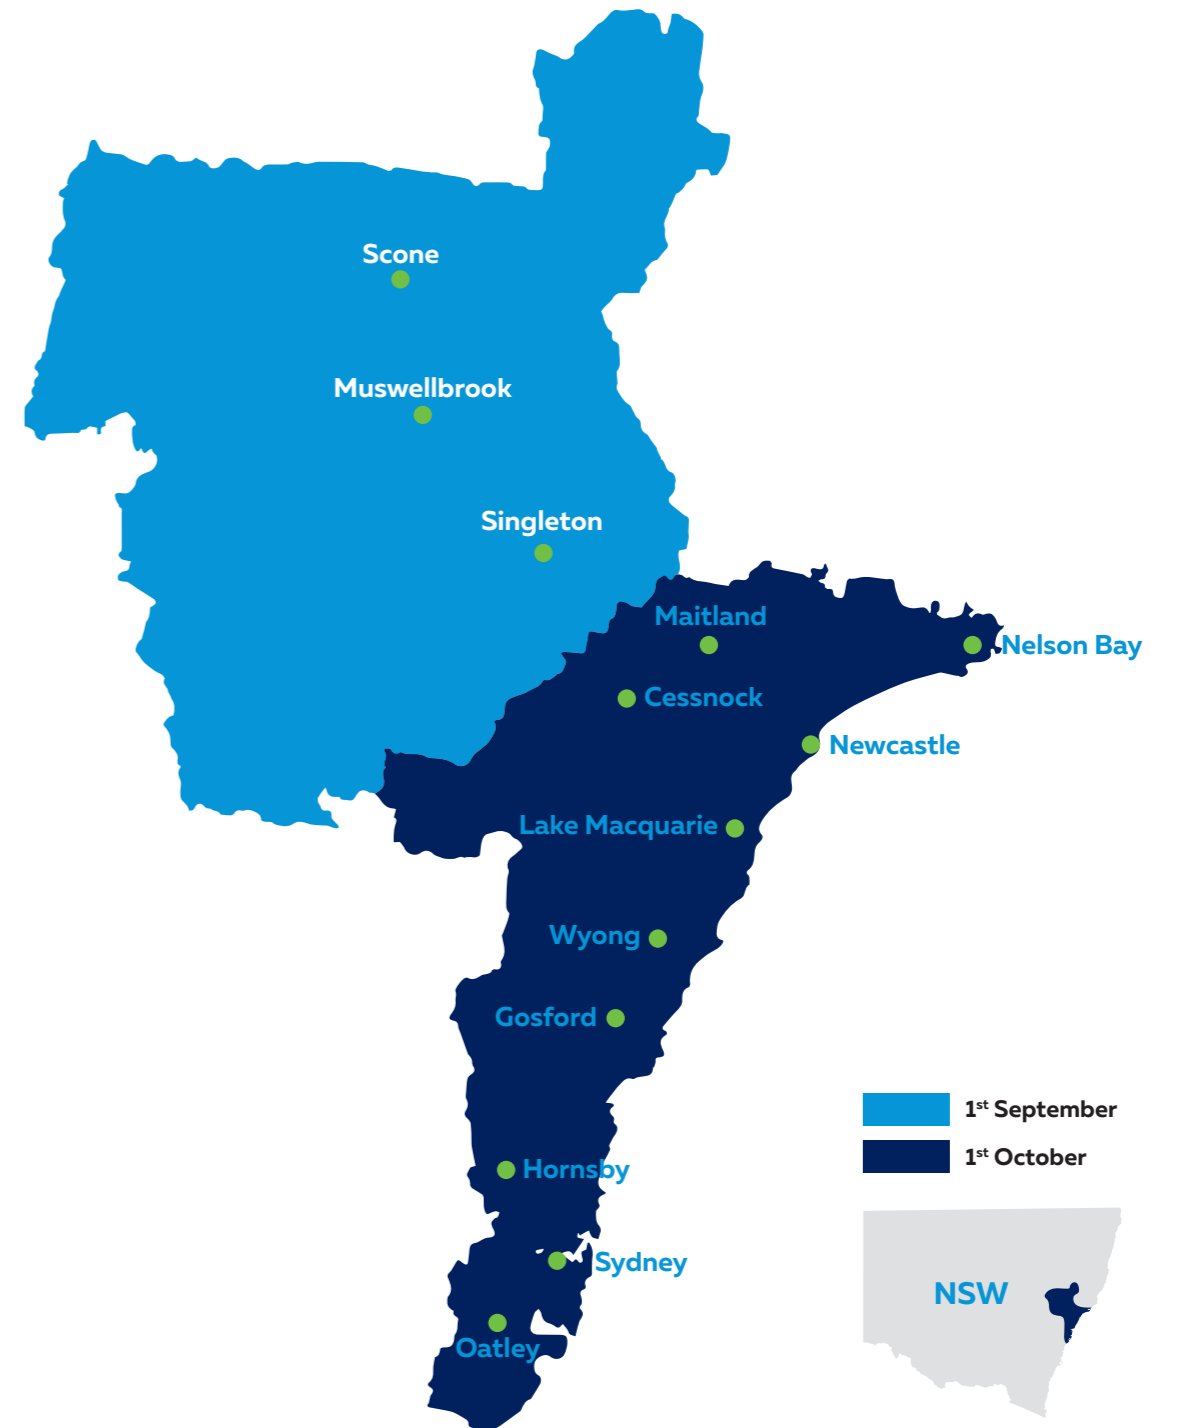 Scone
Muswellbrook
Singleton
Maitland
Nelson Bay
Cessnock
Newcastle
Lake Macquarie
Wyong
Gosford
1st September
1st October
Hornsby
Sydney
NSW
Oatley